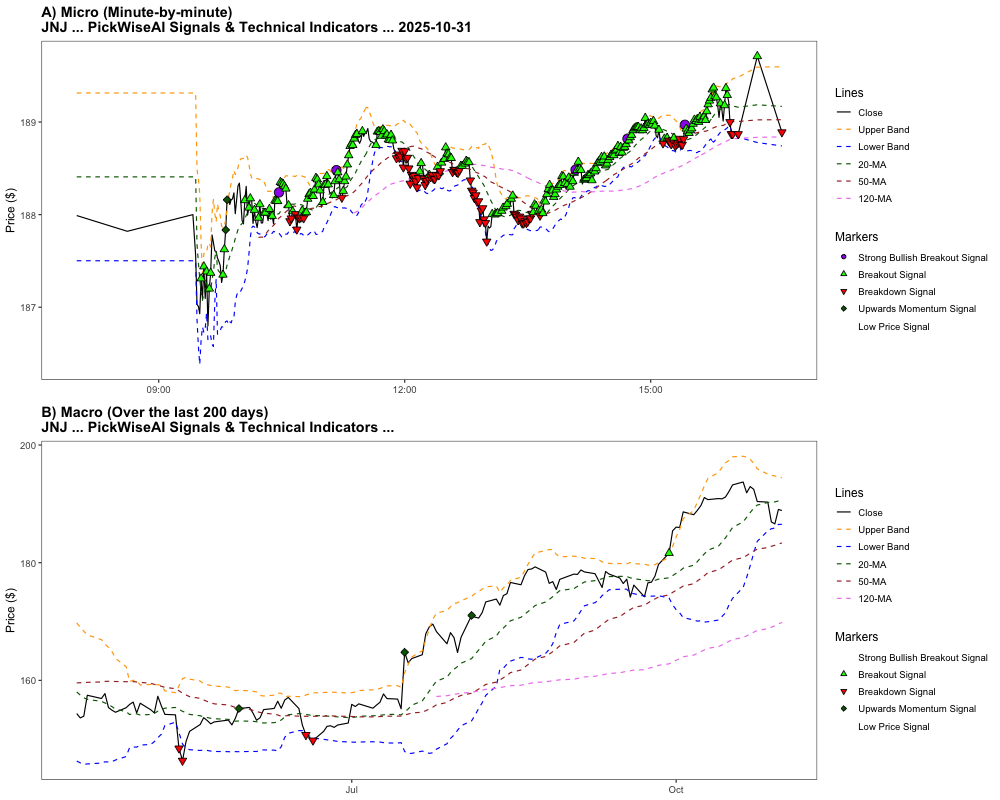 A) Micro (Minute-by-minute)
JNJ ... PickWiseAI Signals & Technical Indicators ... 2025-10-31
Price ($)
189
188
187
09:00
12:00
15:00
Lines
Close
Upper Band
Lower Band
20-MA
50-MA
120-MA
Markers
Strong Bullish Breakout Signal
Breakout Signal
Breakdown Signal
Upwards Momentum Signal
Low Price Signal
B) Macro (Over the last 200 days)
JNJ ... PickWiseAI Signals & Technical Indicators ...
Price ($)
200
180
160
Jul
Oct
Lines
Close
Upper Band
Lower Band
20-MA
50-MA
120-MA
Markers
Strong Bullish Breakout Signal
Breakout Signal
Breakdown Signal
Upwards Momentum Signal
Low Price Signal